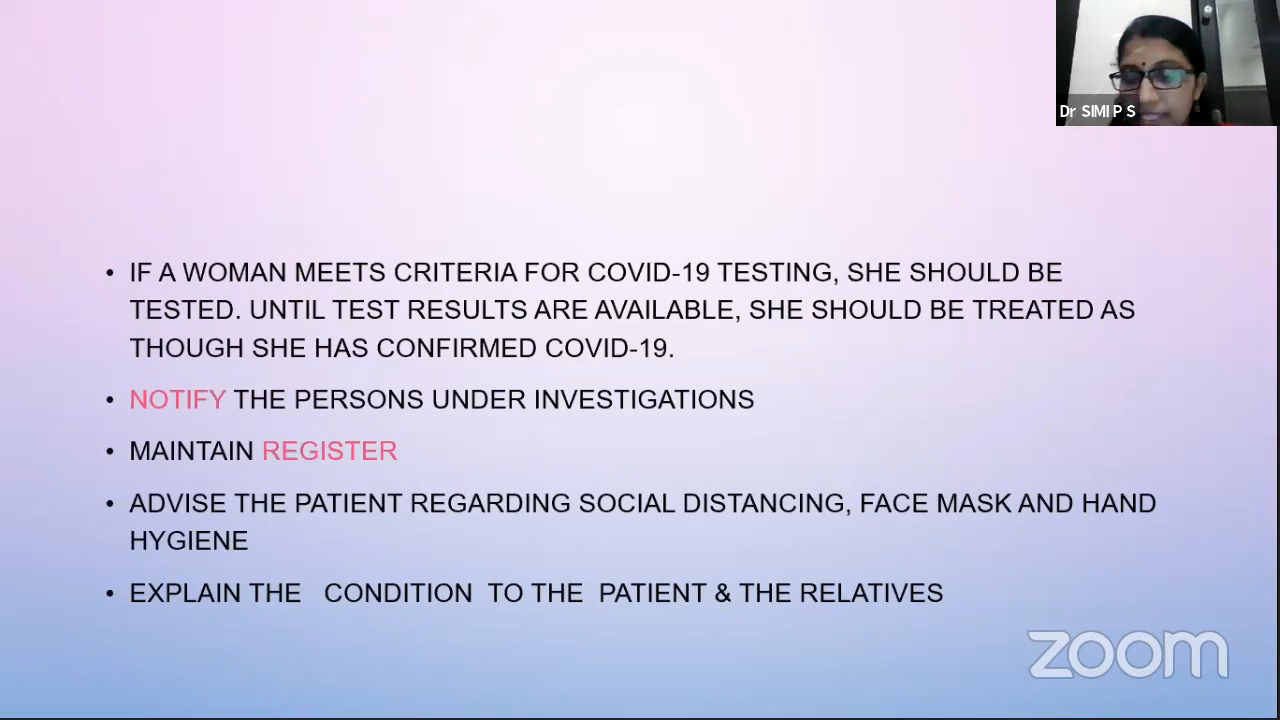 Dr SIMI P S
• IF A WOMAN MEETS CRITERIA FOR COVID-19 TESTING, SHE SHOULD BE
TESTED. UNTIL TEST RESULTS ARE AVAILABLE, SHE SHOULD BE TREATED AS
THOUGH SHE HAS CONFIRMED COVID-19.
• NOTIFY THE PERSONS UNDER INVESTIGATIONS
• MAINTAIN REGISTER
• ADVISE THE PATIENT REGARDING SOCIAL DISTANCING, FACE MASK AND HAND
HYGIENE
• EXPLAIN THE CONDITION TO THE PATIENT & THE RELATIVES
zoom